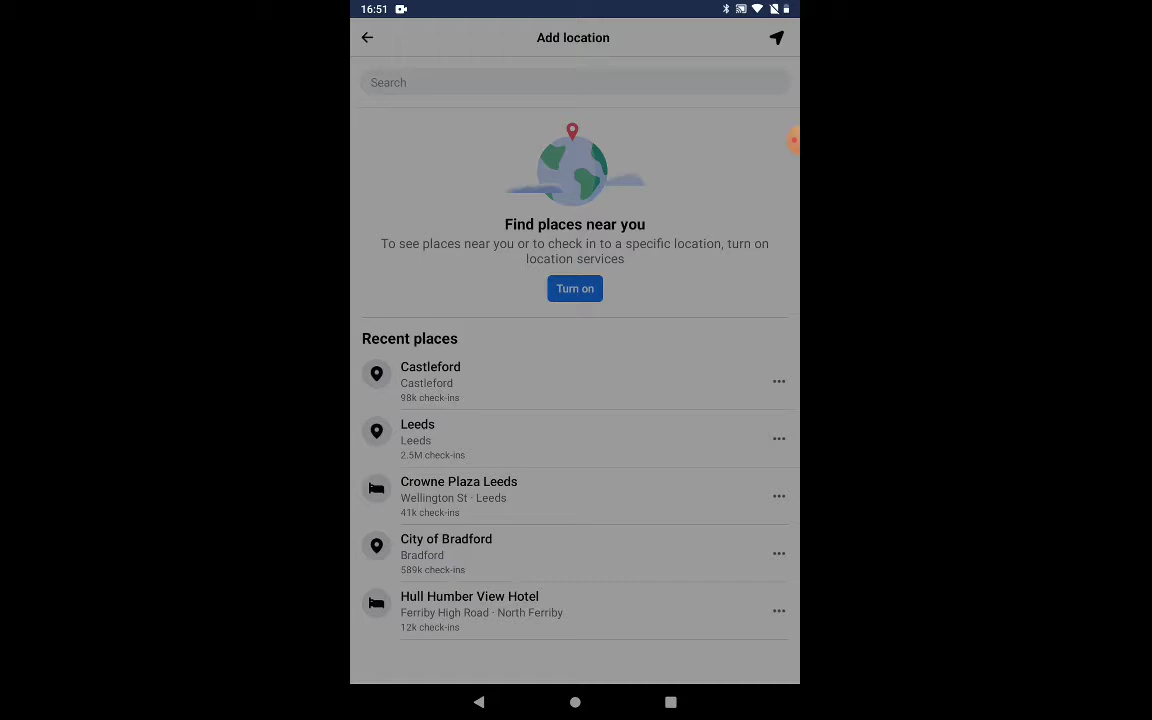 16:51
Add location
Search
Find places near you
To see places near you or to check in to a specific location, turn on
location services
Turn on
Recent places
Castleford
Castleford
98k check-ins
Leeds
Leeds
2.5M check-ins
Crowne Plaza Leeds
Wellington St · Leeds
41k check-ins
City of Bradford
Bradford
589k check-ins
Hull Humber View Hotel
Ferriby High Road · North Ferriby
12k check-ins